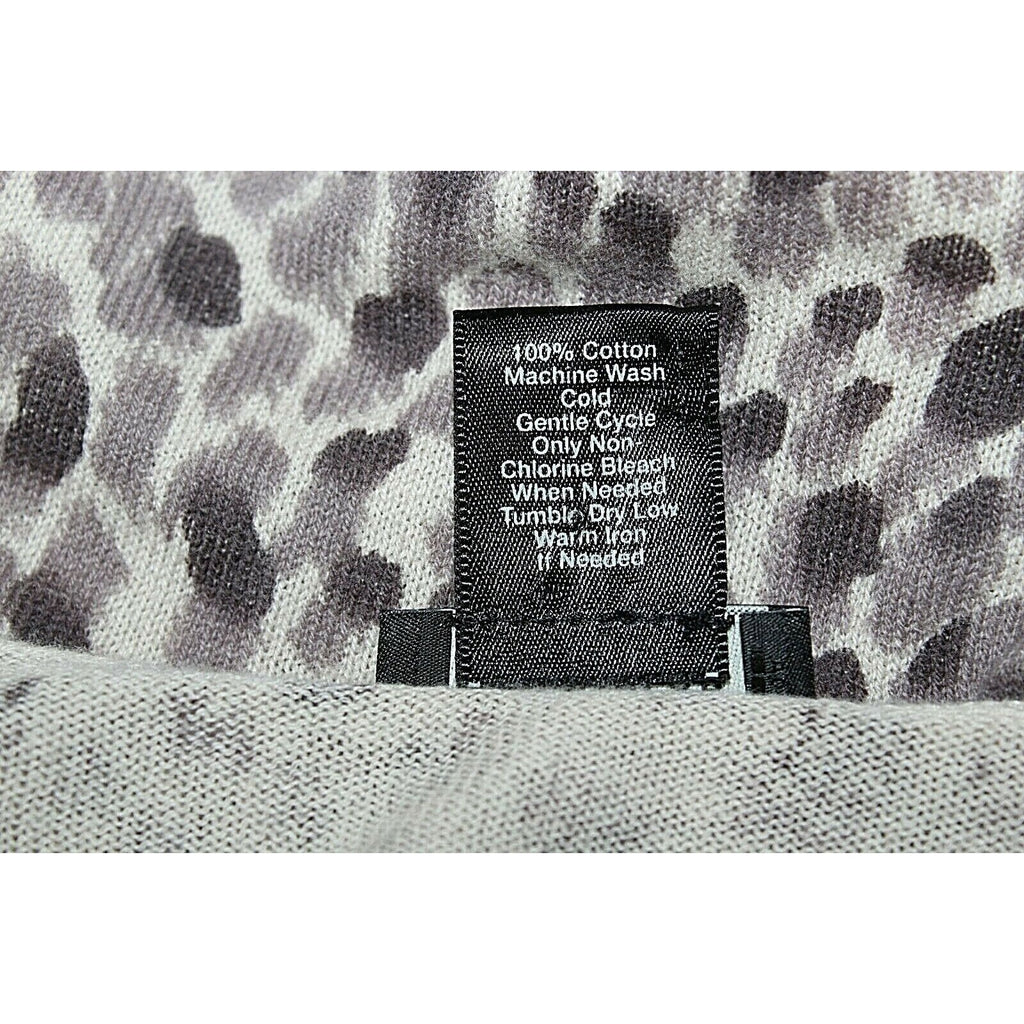 100% Cotton
Machine Wash
Cold
Gentle Cycle
Only Non-
Chlorine Bleach
When Needed
Tumble Dry Low
Warm Iron
If Needed